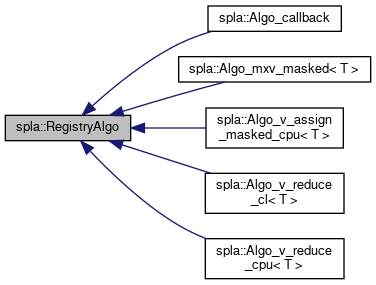 spla::Algo_callback
spla::Algo_mxv_masked< T >
spla::RegistryAlgo
spla::Algo_v_assign
_masked_cpu< T >
spla::Algo_v_reduce
_cl< T >
spla::Algo_v_reduce
_cpu< T >